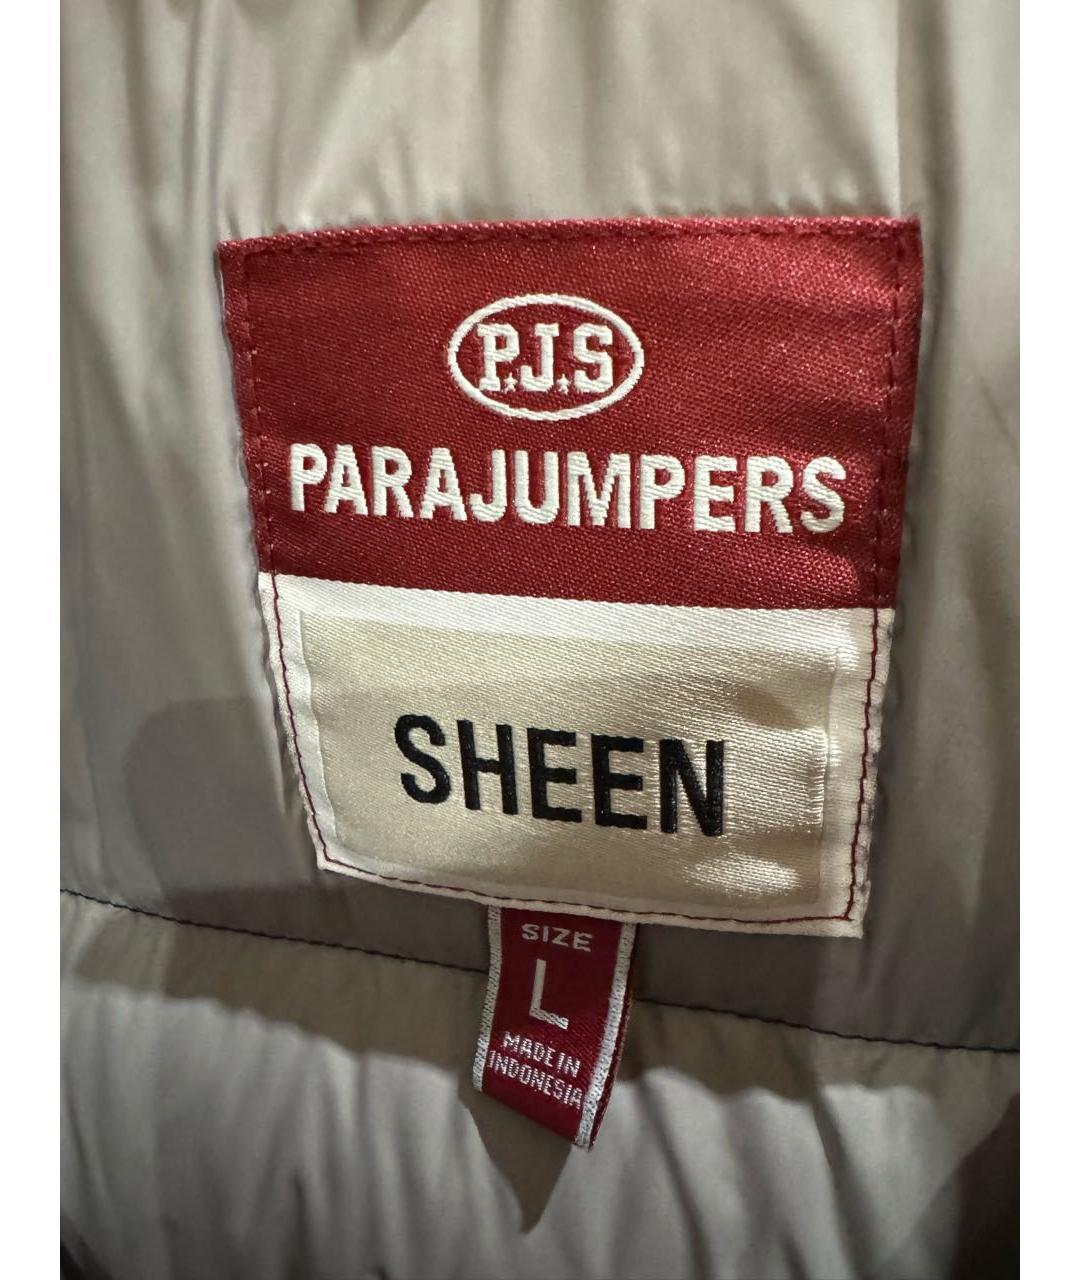 P.J.S
PARAJUMPERS
SHEEN
SIZE
L
MADE IN
INDONESIA